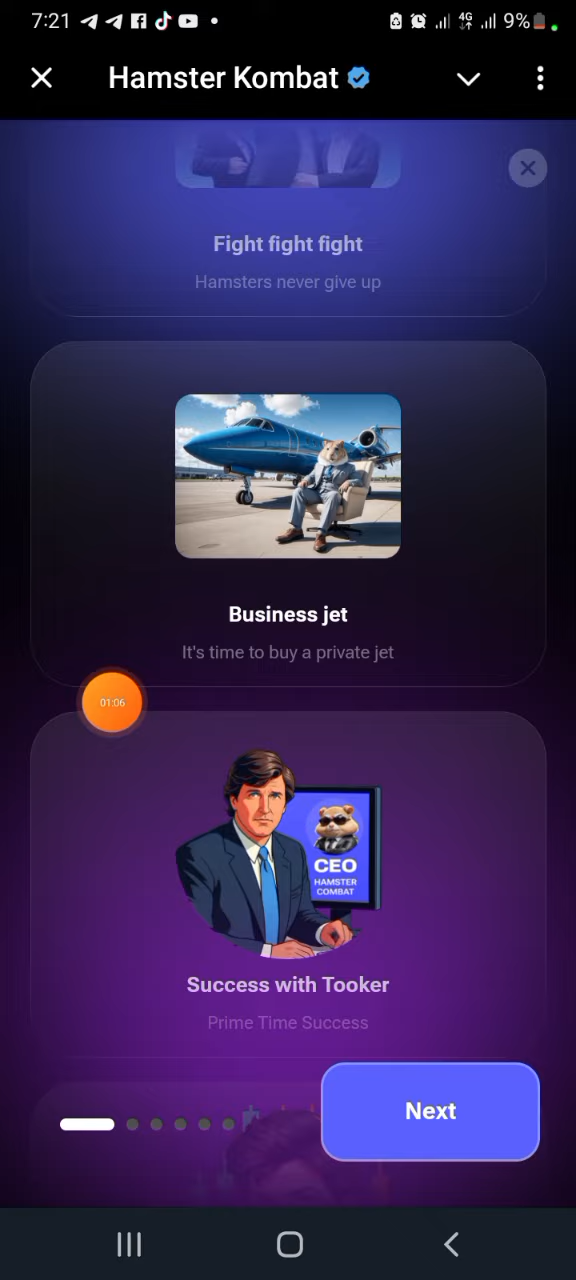 7:21
4G
9%
Hamster Kombat
Fight fight fight
Hamsters never give up
Business jet
It's time to buy a private jet
01:06
CEO
HAMSTER
COMBAT
Success with Tooker
Prime Time Success
Next